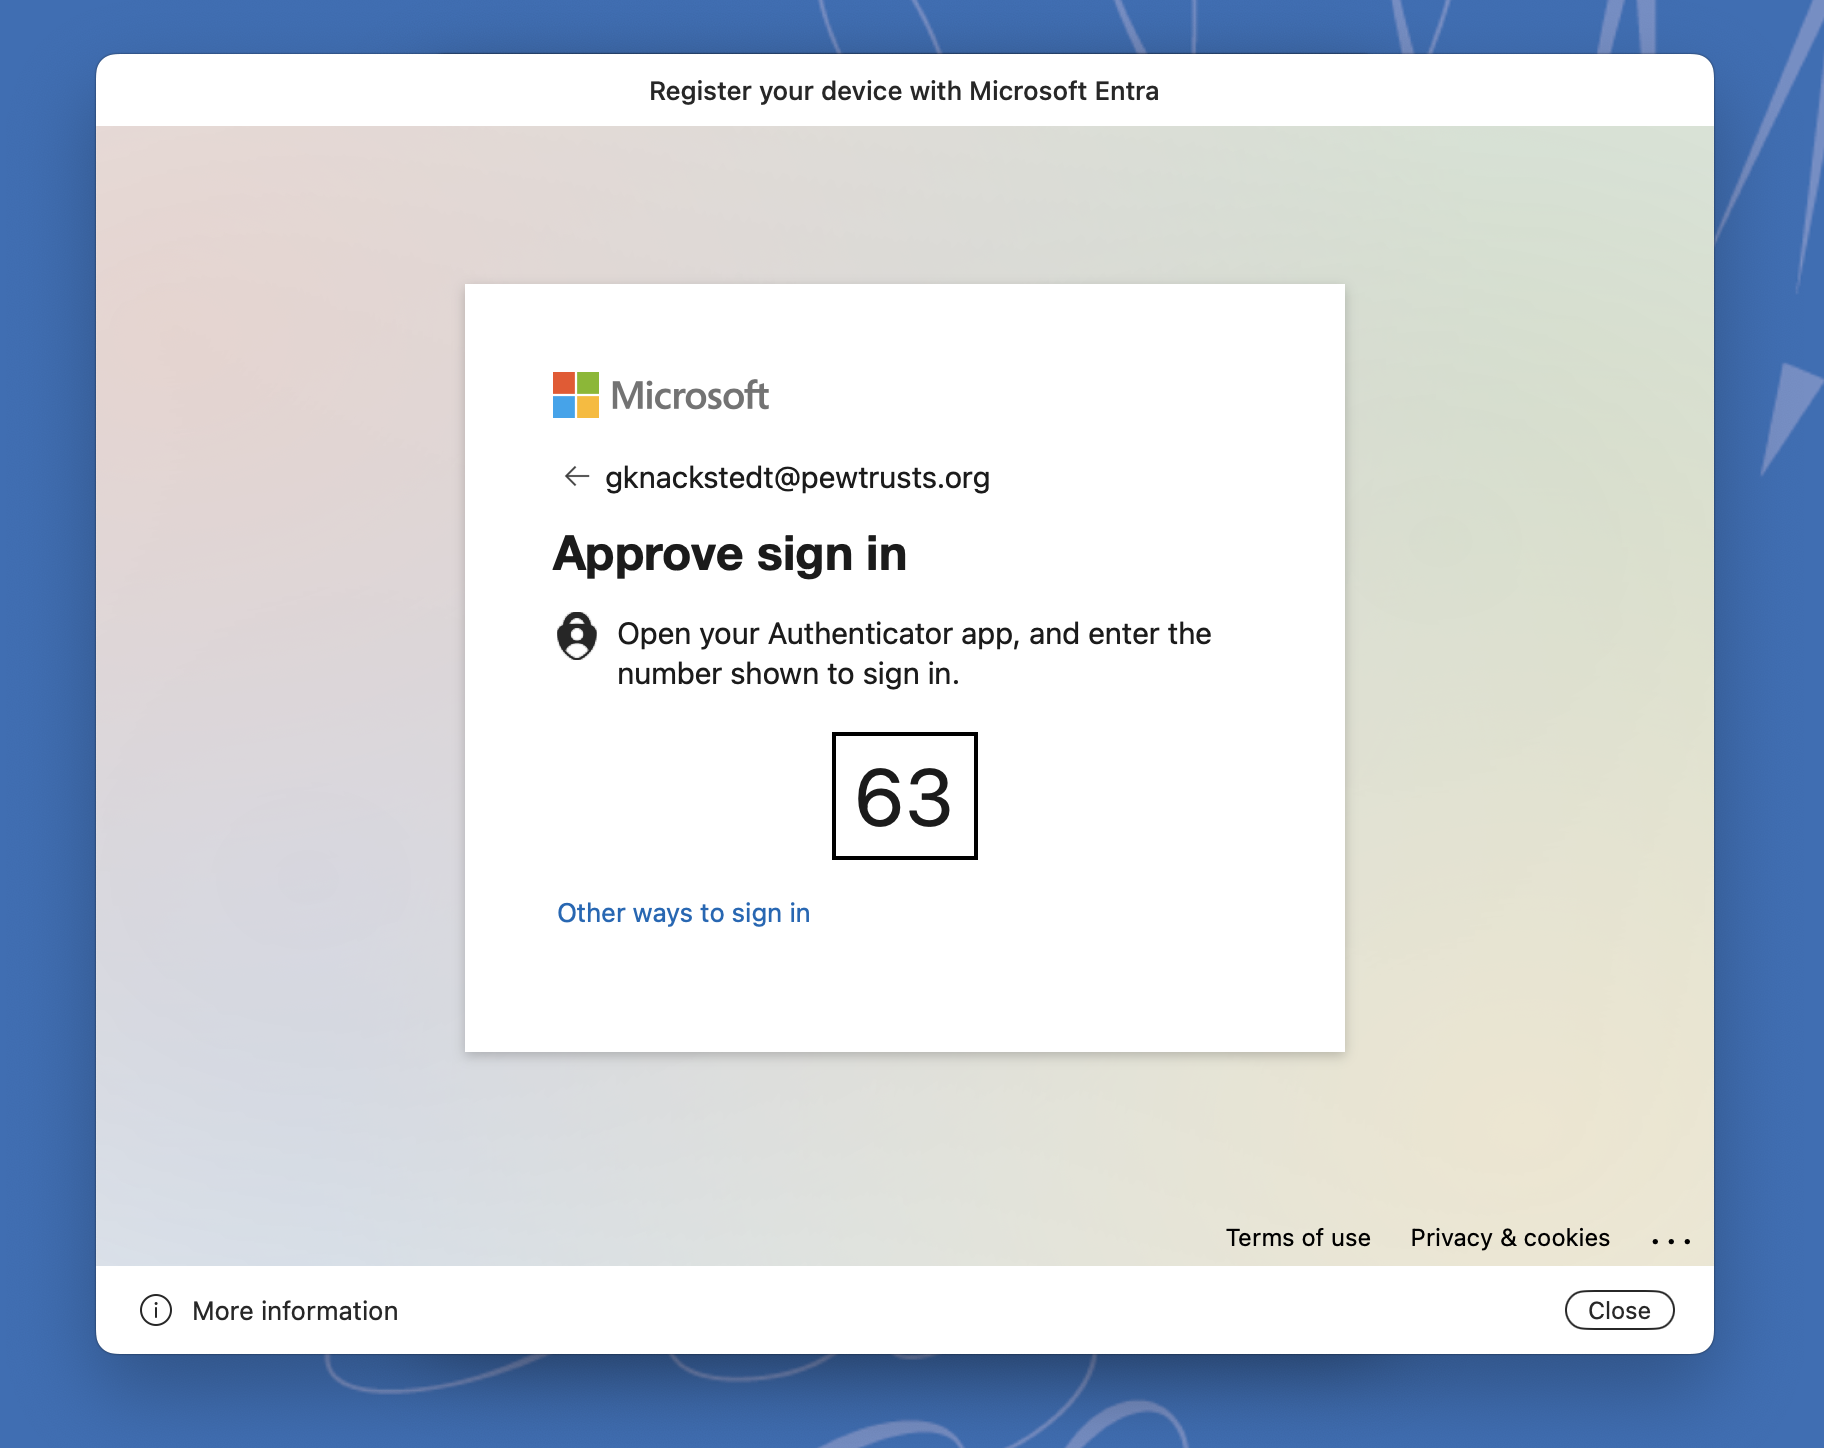 Register your device with Microsoft Entra
Microsoft
gknackstedt@pewtrusts.org
Approve sign in
Open your Authenticator app, and enter the
number shown to sign in.
63
Other ways to sign in
Terms of use Privacy & cookies ...
More information
Close